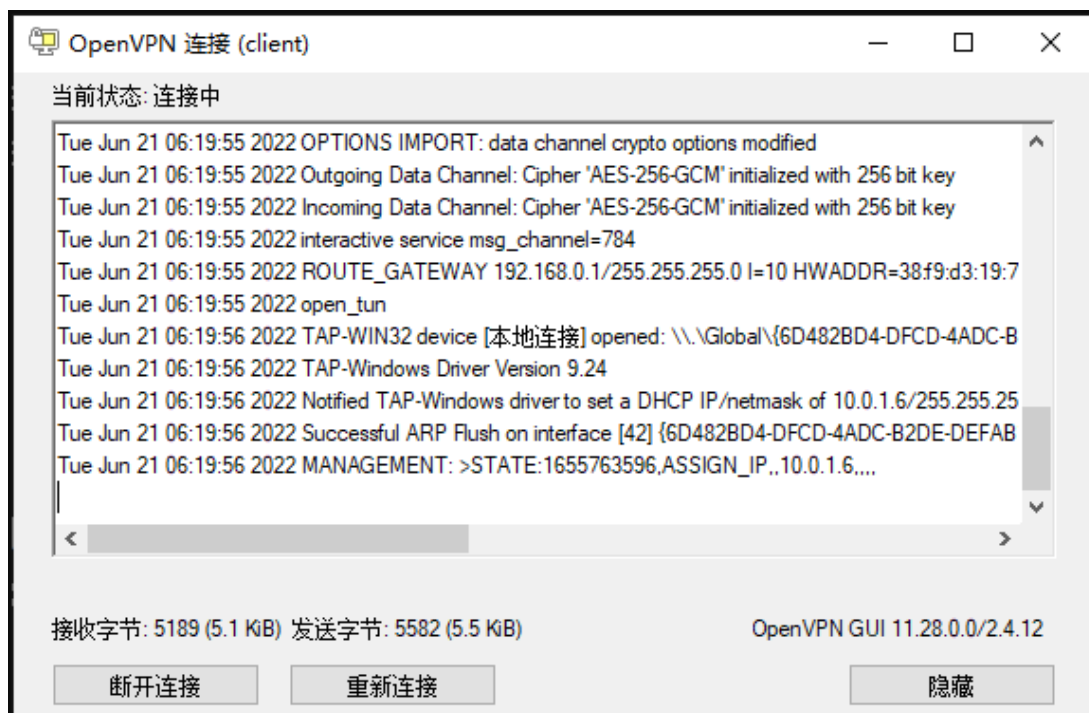 OpenVPN 连接 (client)
当前状态: 连接中
Tue Jun 21 06:19:55 2022 OPTIONS IMPORT: data channel crypto options modified
Tue Jun 21 06:19:55 2022 Outgoing Data Channel: Cipher 'AES-256-GCM' initialized with 256 bit key
Tue Jun 21 06:19:55 2022 Incoming Data Channel: Cipher 'AES-256-GCM' initialized with 256 bit key
Tue Jun 21 06:19:55 2022 interactive service msg_channel=784
Tue Jun 21 06:19:55 2022 ROUTE_GATEWAY 192.168.0.1/255.255.255.0 I=10 HWADDR=38:f9:d3:19:7
Tue Jun 21 06:19:55 2022 open_tun
Tue Jun 21 06:19:56 2022 TAP-WIN32 device [本地连接] opened: \\.\Global\{6D482BD4-DFCD-4ADC-B
Tue Jun 21 06:19:56 2022 TAP-Windows Driver Version 9.24
Tue Jun 21 06:19:56 2022 Notified TAP-Windows driver to set a DHCP IP/netmask of 10.0.1.6/255.255.25
Tue Jun 21 06:19:56 2022 Successful ARP Flush on interface [42] {6D482BD4-DFCD-4ADC-B2DE-DEFAB
Tue Jun 21 06:19:56 2022 MANAGEMENT: >STATE:1655763596,ASSIGN_IP,,10.0.1.6,,,,
接收字节: 5189 (5.1 KiB) 发送字节: 5582 (5.5 KiB) OpenVPN GUI 11.28.0.0/2.4.12
断开连接 重新连接 隐藏